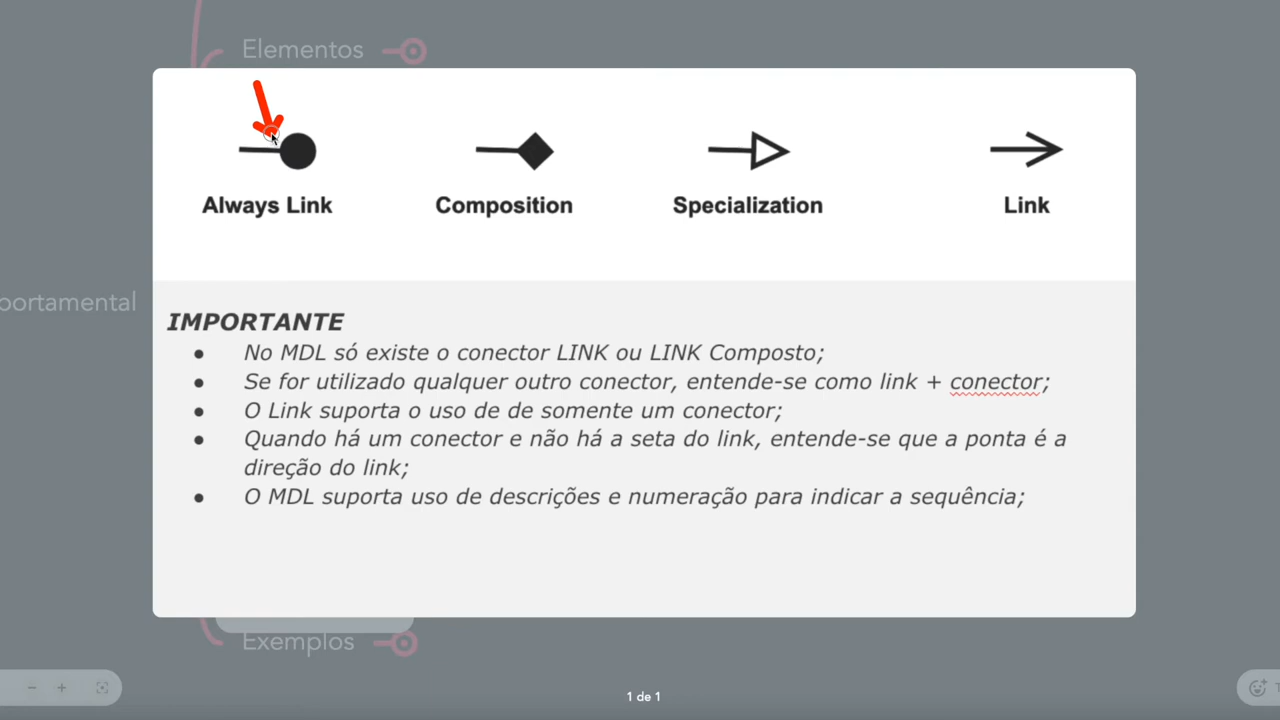 Elementos
Always Link
Composition
Specialization
Link
portamental
IMPORTANTE
● No MDL só existe o conector LINK ou LINK Composto;
● Se for utilizado qualquer outro conector, entende-se como link + conector;
● O Link suporta o uso de de somente um conector;
● Quando há um conector e não há a seta do link, entende-se que a ponta é a
direção do link;
● O MDL suporta uso de descrições e numeração para indicar a sequência;
Exemplos
1 de 1